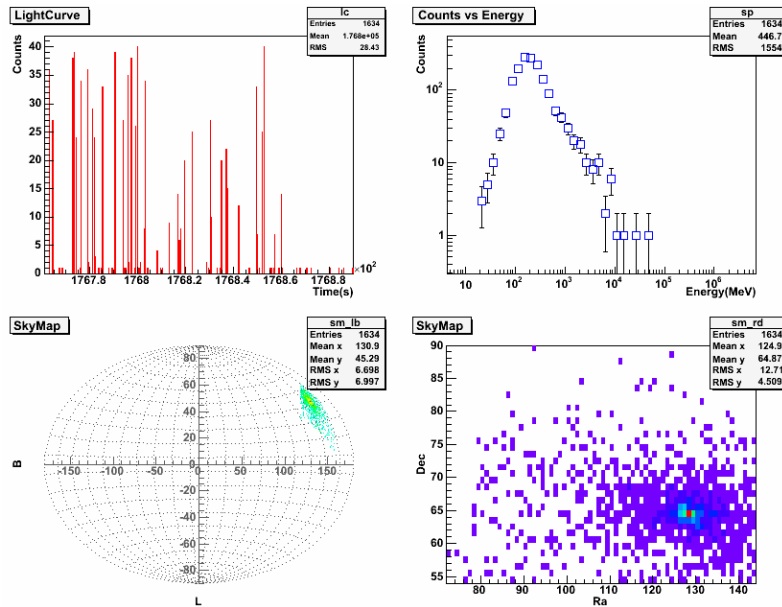 LightCurve
lc
Entries 1634
Mean 1.768e+05
RMS 28.43
Counts
40
35
30
25
20
15
10
5
0
1767.8 1768 1768.2 1768.4 1768.6 1768.8
×10²
Time(s)
Counts vs Energy
sp
Entries 1634
Mean 446.7
RMS 1554
Counts
10²
10
1
10 10² 10³ 10⁴ 10⁵ 10⁶
Energy(MeV)
SkyMap
sm_lb
Entries 1634
Mean x 130.9
Mean y 45.29
RMS x 6.698
RMS y 6.997
B
80
60
40
20
0
-20
-40
-60
-80
-150 -100 -50 0 50 100 150
L
SkyMap
sm_rd
Entries 1634
Mean x 124.9
Mean y 64.87
RMS x 12.71
RMS y 4.509
Dec
90
85
80
75
70
65
60
55
80 90 100 110 120 130 140
Ra